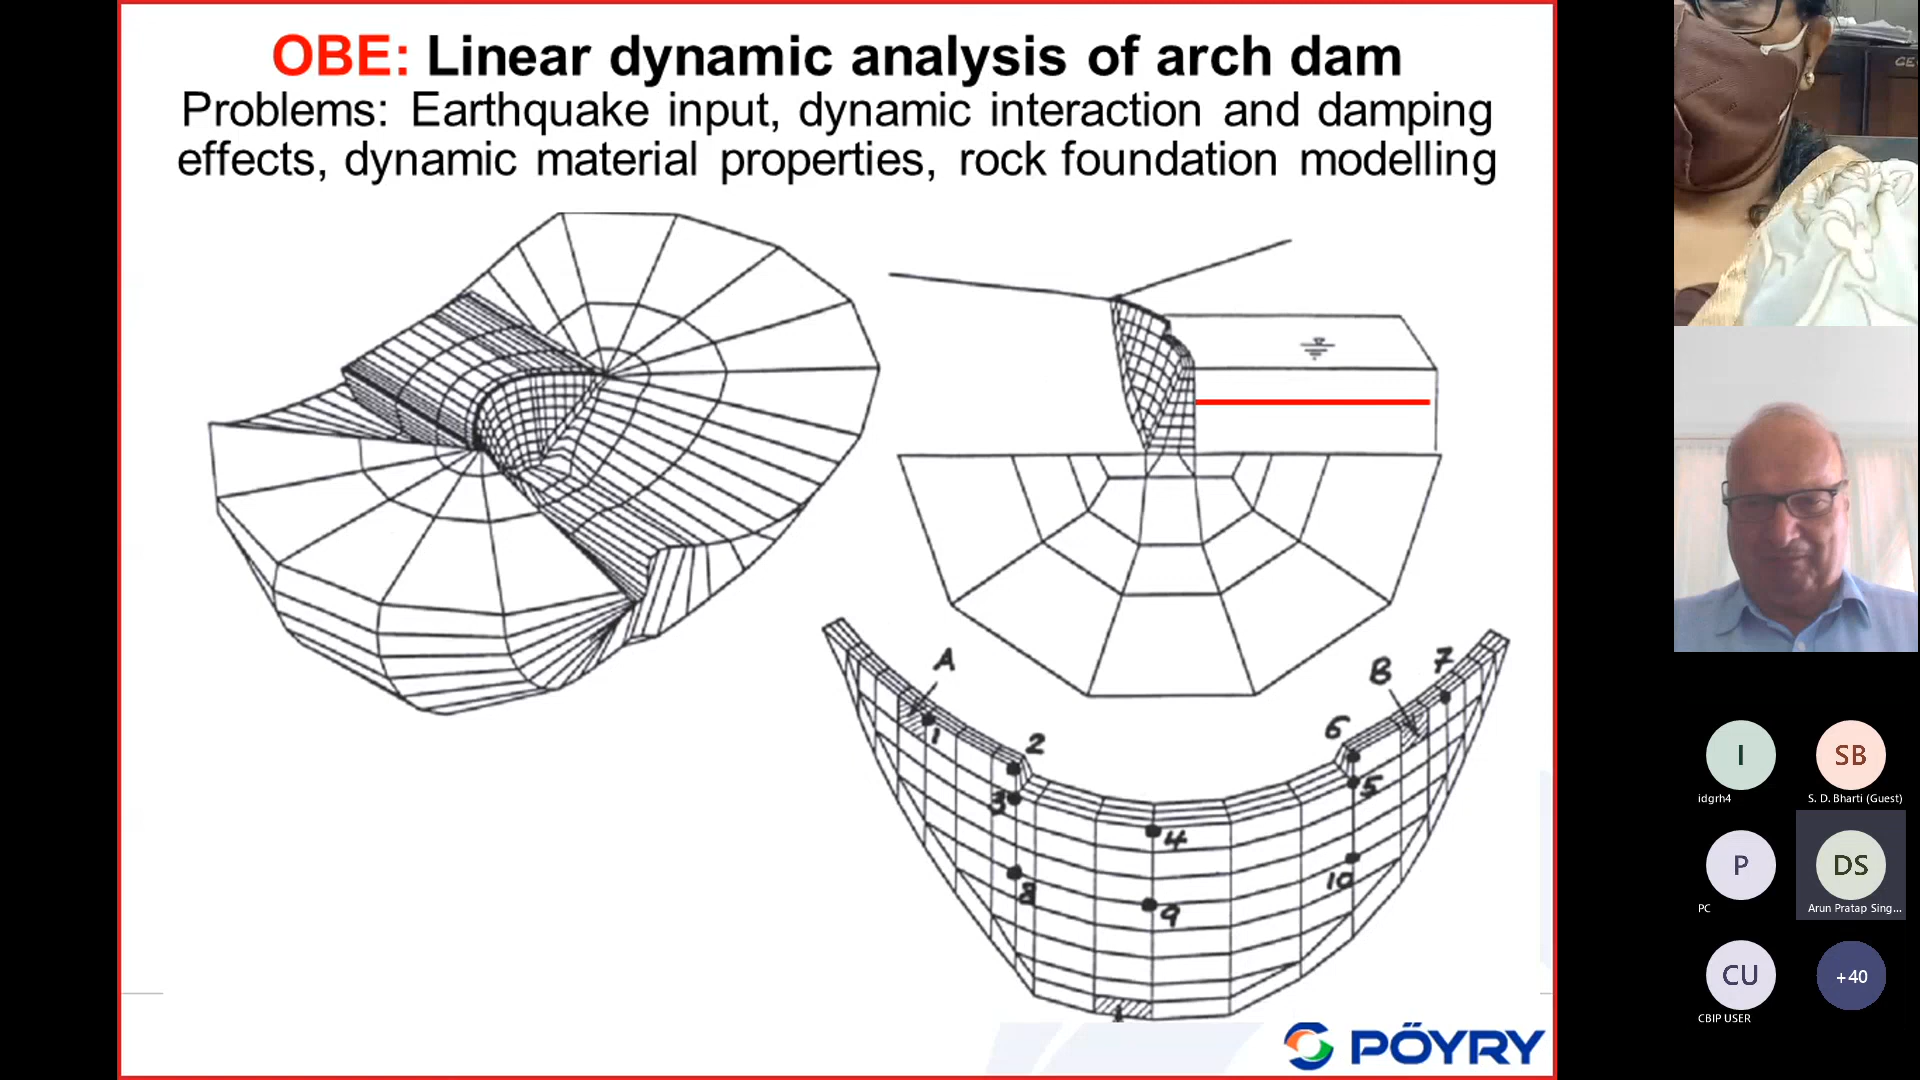 OBE: Linear dynamic analysis of arch dam
Problems: Earthquake input, dynamic interaction and damping
effects, dynamic material properties, rock foundation modelling
A
1
2
3
4
5
6
7
B
8
9
10
PÖYRY
GE
I
idgrh4
SB
S. D. Bharti (Guest)
P
PC
DS
Arun Pratap Sing...
CU
CBIP USER
+40